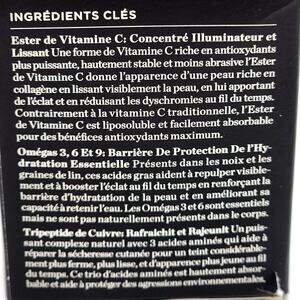 INGRÉDIENTS CLÉS
Ester de Vitamine C: Concentré Illuminateur et
Lissant Une forme de Vitamine C riche en antioxydants
plus puissante, hautement stable et moins abrasive l'Ester
de Vitamine C donne l'apparence d'une peau riche en
collagène en lissant visiblement la peau, en lui apportant
de l'éclat et en réduisant les dyschromies au fil du temps.
Contrairement à la vitamine C traditionnelle, l'Ester
de Vitamine C est liposoluble et facilement absorbable
pour des bénéfices antioxydants maximum.
Omégas 3, 6 Et 9: Barrière De Protection De l'Hy-
dratation Essentielle Présents dans les noix et les
graines de lin, ces acides gras aident à repulper visiblement
et à booster l'éclat au fil du temps en renforçant la
barrière d'hydratation de la peau et en améliorant sa
capacité à retenir l'eau. Les Omégas 3 et 6 sont essentiels
mais ne sont pas naturellement présents dans le corps.
Tripeptide de Cuivre: Rafraichit et Rajeunit Un puis-
sant complexe naturel avec 3 acides aminés qui aide à
réparer la sécheresse cutanée pour un teint considérable-
ment plus ferme, plus lisse, et d'apparence plus jeune au fil
du temps. Ce trio d'acides aminés est hautement absor-
bable et aide à préserver l'hydratation